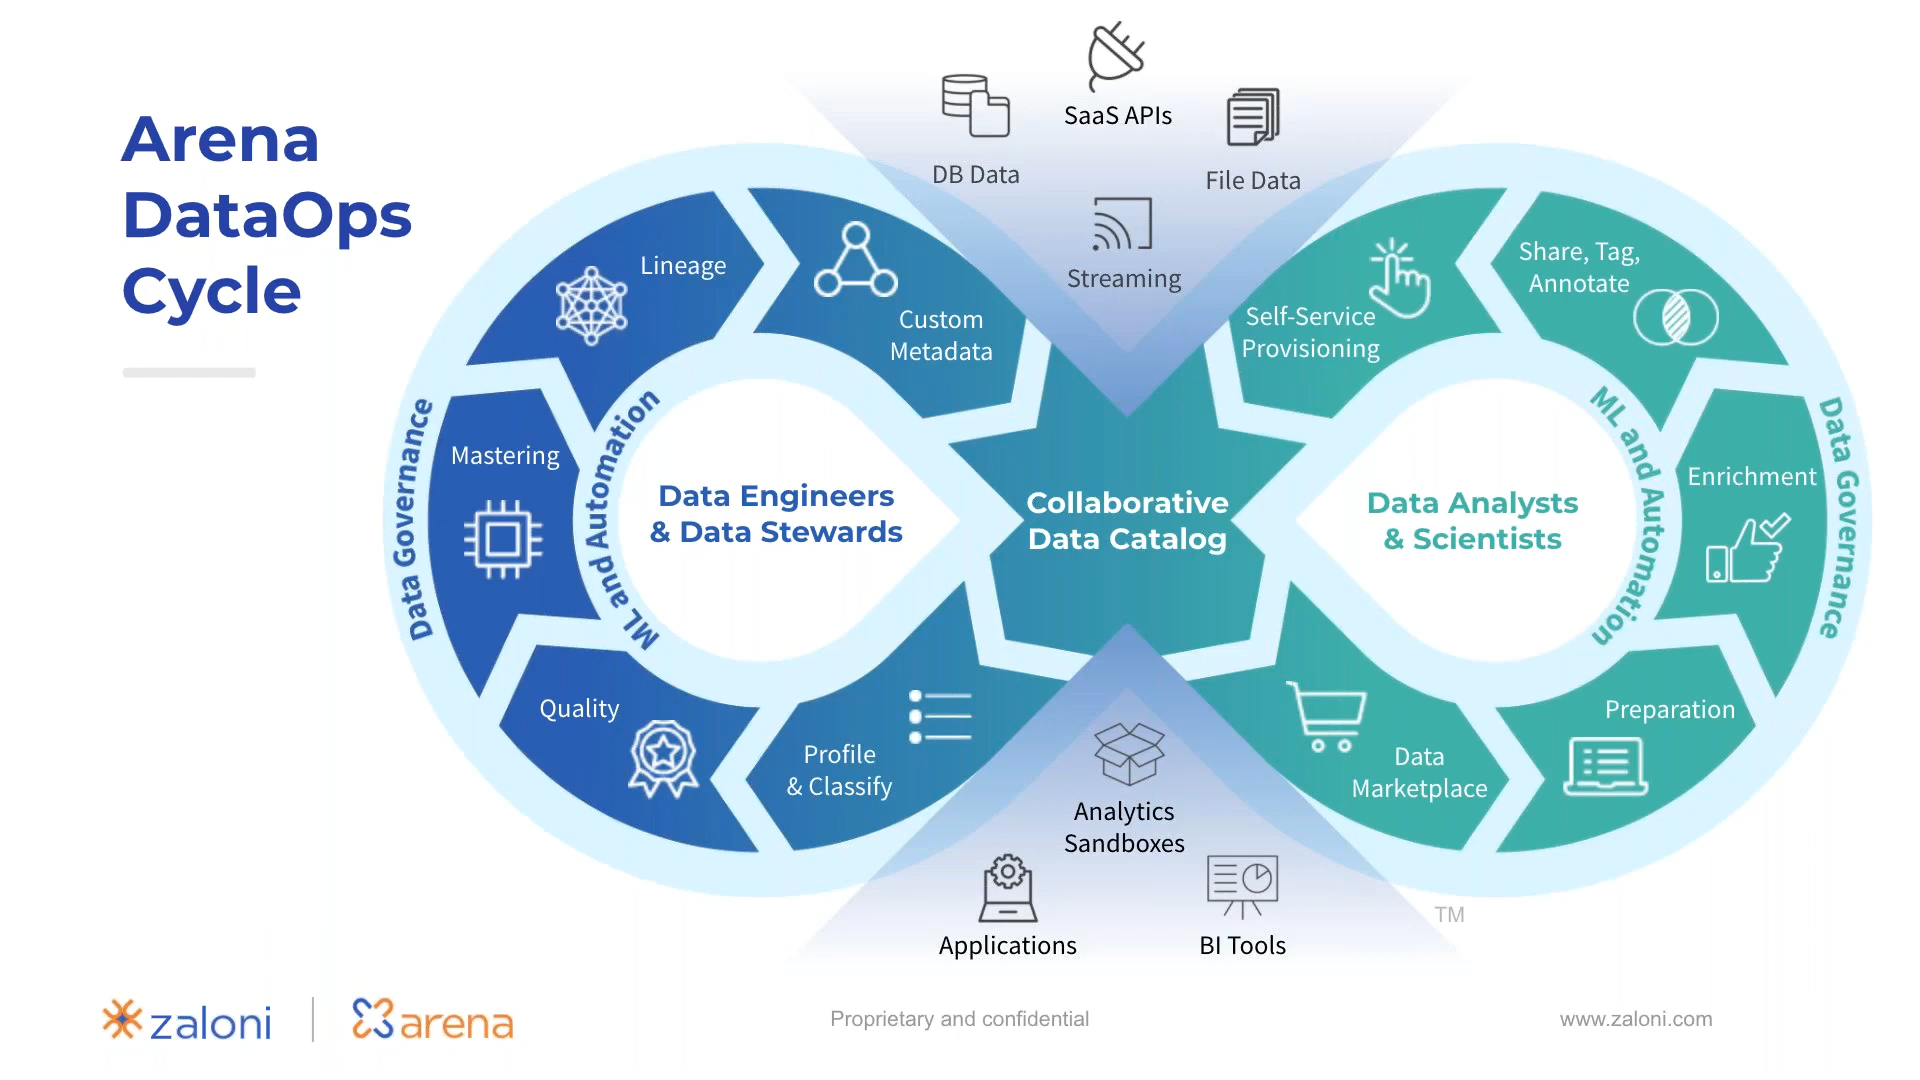 Arena
DataOps
Cycle
SaaS APIs
DB Data
File Data
Streaming
Lineage
Custom
Metadata
Mastering
Quality
Profile
& Classify
Data Governance
ML and Automation
Data Engineers
& Data Stewards
Collaborative
Data Catalog
Self-Service
Provisioning
Share, Tag,
Annotate
Enrichment
Preparation
Data
Marketplace
Data Analysts
& Scientists
ML and Automation
Data Governance
Analytics
Sandboxes
Applications
BI Tools
TM
zaloni
arena
Proprietary and confidential
www.zaloni.com